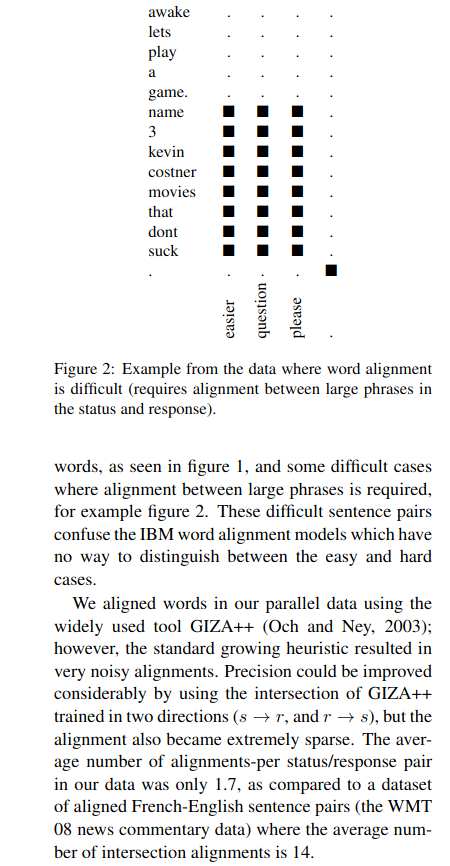 awake . . . .
lets . . . .
play . . . .
a . . . .
game. . . . .
name ■ ■ ■ .
3 ■ ■ ■ .
kevin ■ ■ ■ .
costner ■ ■ ■ .
movies ■ ■ ■ .
that ■ ■ ■ .
dont ■ ■ ■ .
suck ■ ■ ■ .
. . . . ■
easier question please .
Figure 2: Example from the data where word alignment
is difficult (requires alignment between large phrases in
the status and response).
words, as seen in figure 1, and some difficult cases
where alignment between large phrases is required,
for example figure 2. These difficult sentence pairs
confuse the IBM word alignment models which have
no way to distinguish between the easy and hard
cases.
We aligned words in our parallel data using the
widely used tool GIZA++ (Och and Ney, 2003);
however, the standard growing heuristic resulted in
very noisy alignments. Precision could be improved
considerably by using the intersection of GIZA++
trained in two directions (s → r, and r → s), but the
alignment also became extremely sparse. The aver-
age number of alignments-per status/response pair
in our data was only 1.7, as compared to a dataset
of aligned French-English sentence pairs (the WMT
08 news commentary data) where the average num-
ber of intersection alignments is 14.